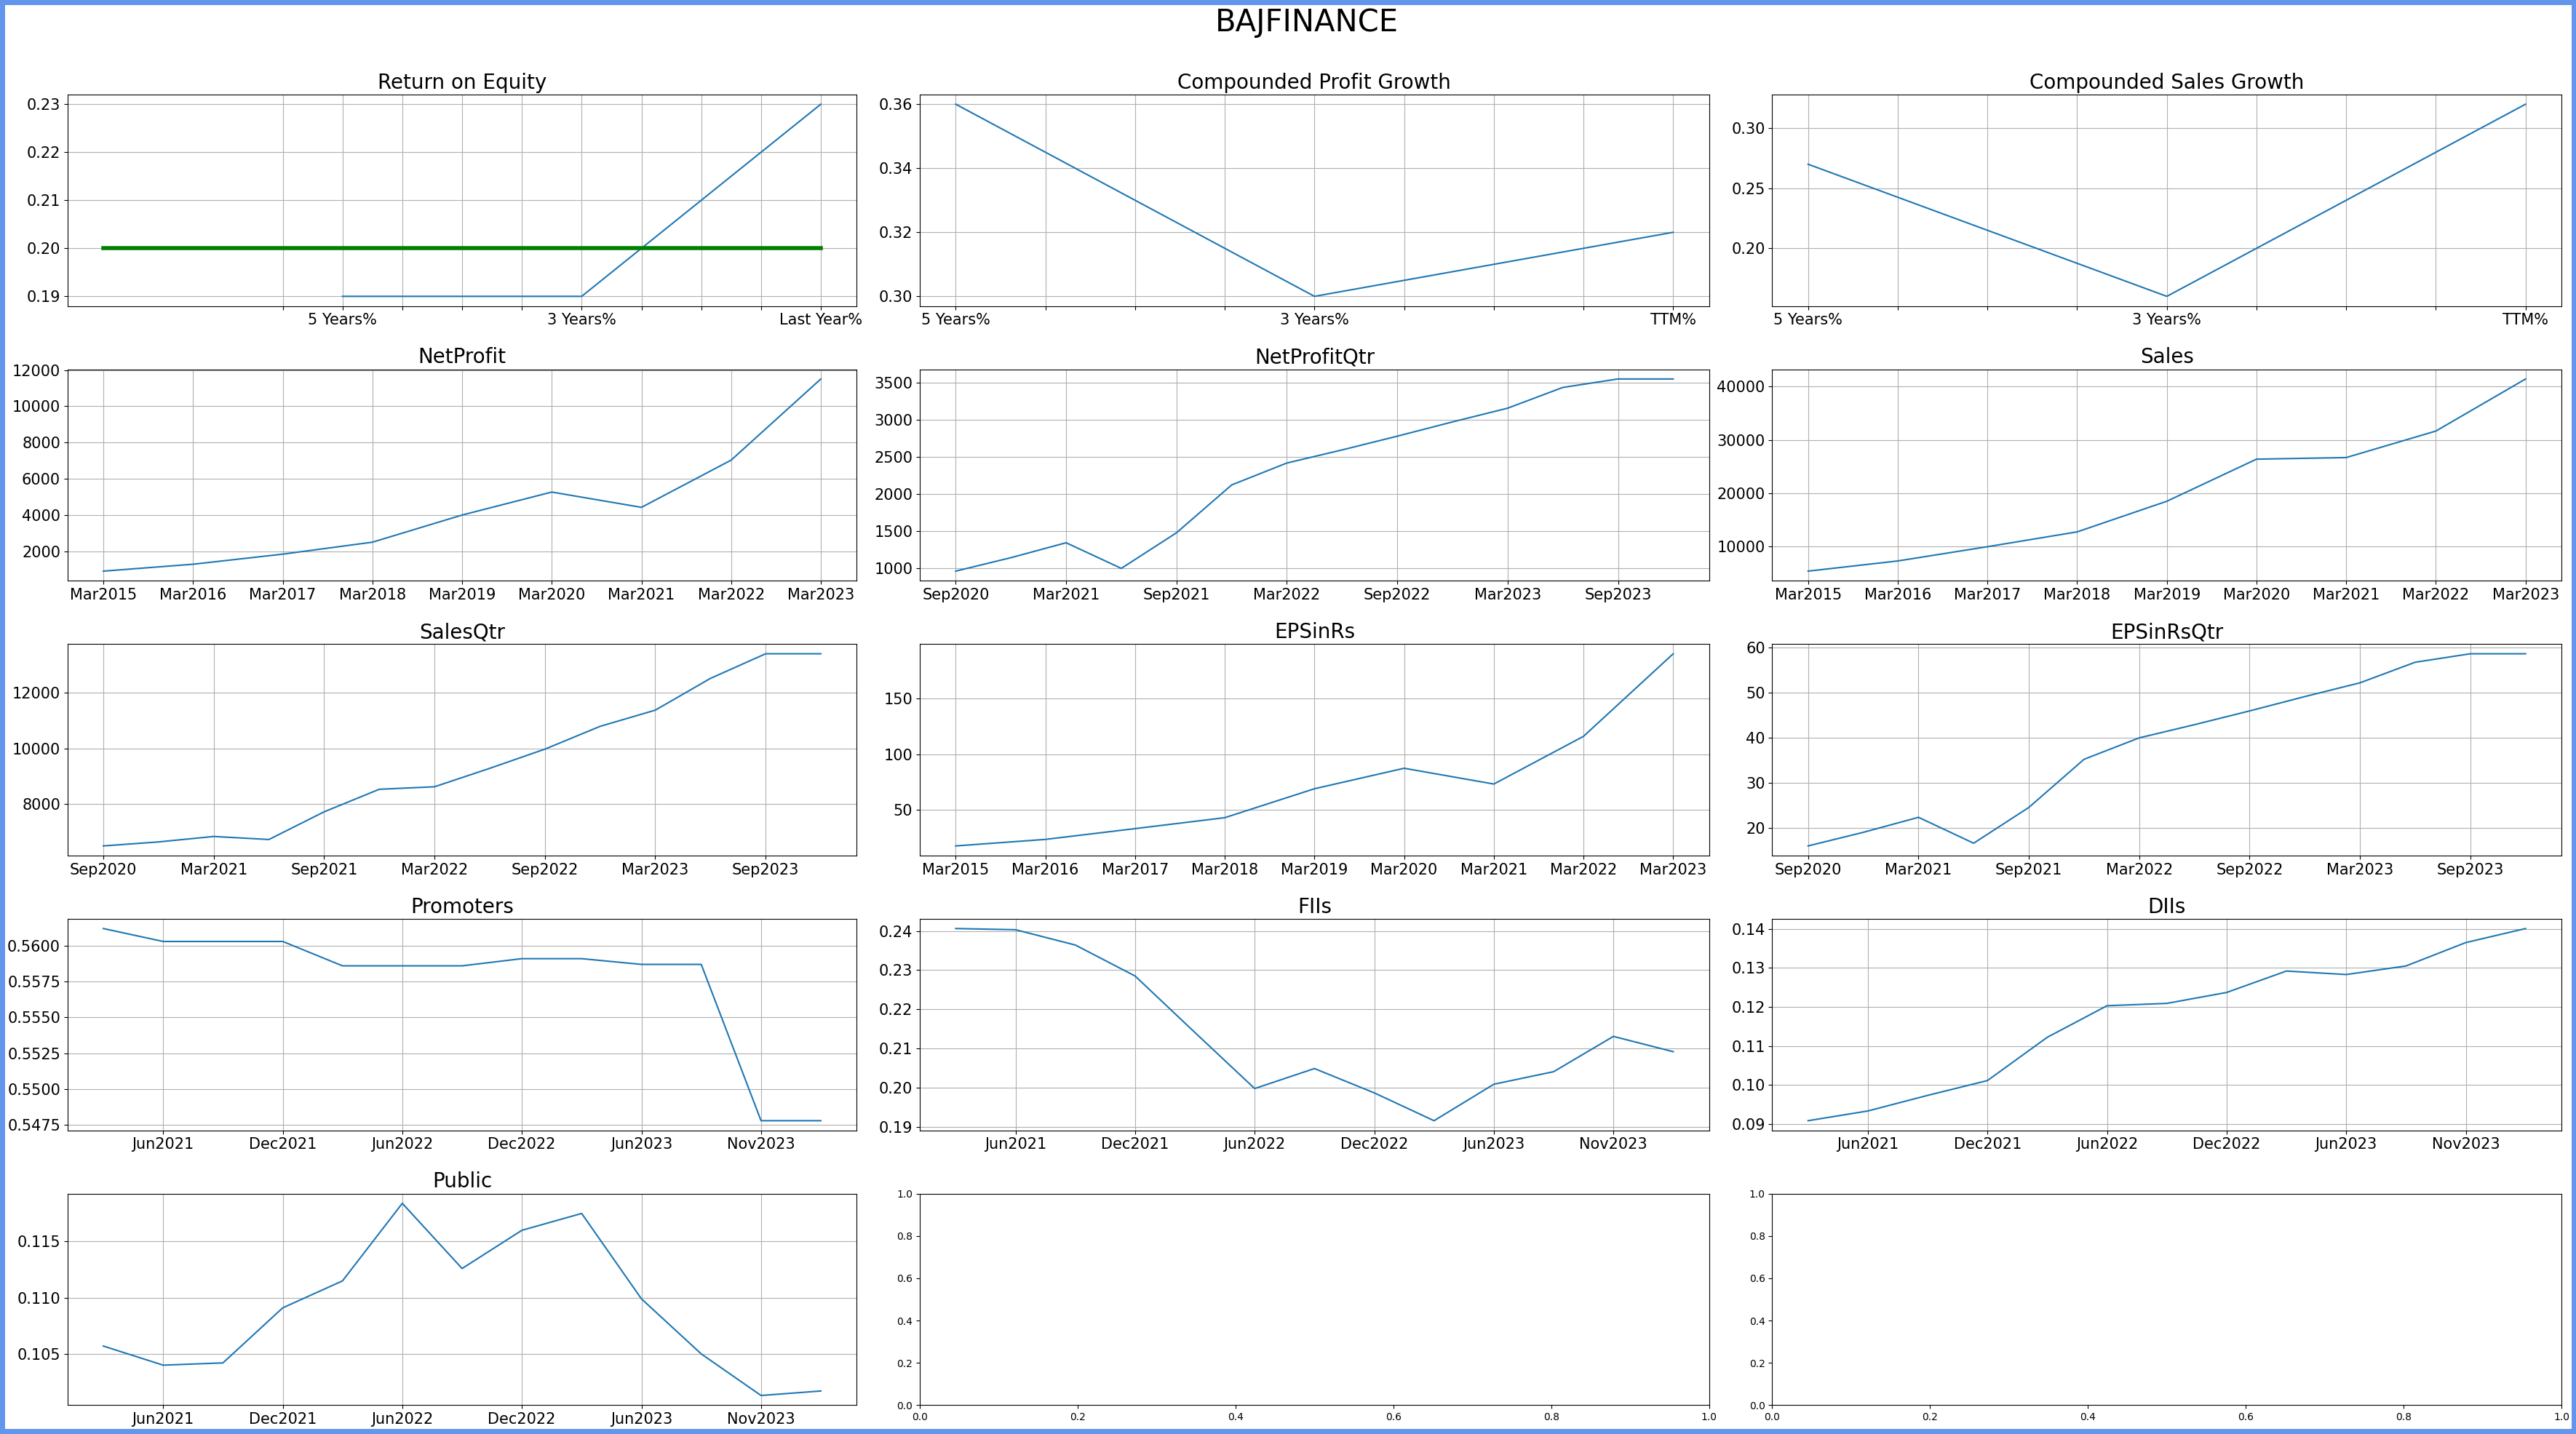 BAJFINANCE
Return on Equity
0.23
0.22
0.21
0.20
0.19
5 Years% 3 Years% Last Year%
Compounded Profit Growth
0.36
0.34
0.32
0.30
5 Years% 3 Years% TTM%
Compounded Sales Growth
0.30
0.25
0.20
5 Years% 3 Years% TTM%
NetProfit
12000
10000
8000
6000
4000
2000
Mar2015 Mar2016 Mar2017 Mar2018 Mar2019 Mar2020 Mar2021 Mar2022 Mar2023
NetProfitQtr
3500
3000
2500
2000
1500
1000
Sep2020 Mar2021 Sep2021 Mar2022 Sep2022 Mar2023 Sep2023
Sales
40000
30000
20000
10000
Mar2015 Mar2016 Mar2017 Mar2018 Mar2019 Mar2020 Mar2021 Mar2022 Mar2023
SalesQtr
12000
10000
8000
Sep2020 Mar2021 Sep2021 Mar2022 Sep2022 Mar2023 Sep2023
EPSinRs
150
100
50
Mar2015 Mar2016 Mar2017 Mar2018 Mar2019 Mar2020 Mar2021 Mar2022 Mar2023
EPSinRsQtr
60
50
40
30
20
Sep2020 Mar2021 Sep2021 Mar2022 Sep2022 Mar2023 Sep2023
Promoters
0.5600
0.5575
0.5550
0.5525
0.5500
0.5475
Jun2021 Dec2021 Jun2022 Dec2022 Jun2023 Nov2023
FIIs
0.24
0.23
0.22
0.21
0.20
0.19
Jun2021 Dec2021 Jun2022 Dec2022 Jun2023 Nov2023
DIIs
0.14
0.13
0.12
0.11
0.10
0.09
Jun2021 Dec2021 Jun2022 Dec2022 Jun2023 Nov2023
Public
0.115
0.110
0.105
Jun2021 Dec2021 Jun2022 Dec2022 Jun2023 Nov2023
1.0
0.8
0.6
0.4
0.2
0.0
0.0 0.2 0.4 0.6 0.8 1.0
1.0
0.8
0.6
0.4
0.2
0.0
0.0 0.2 0.4 0.6 0.8 1.0